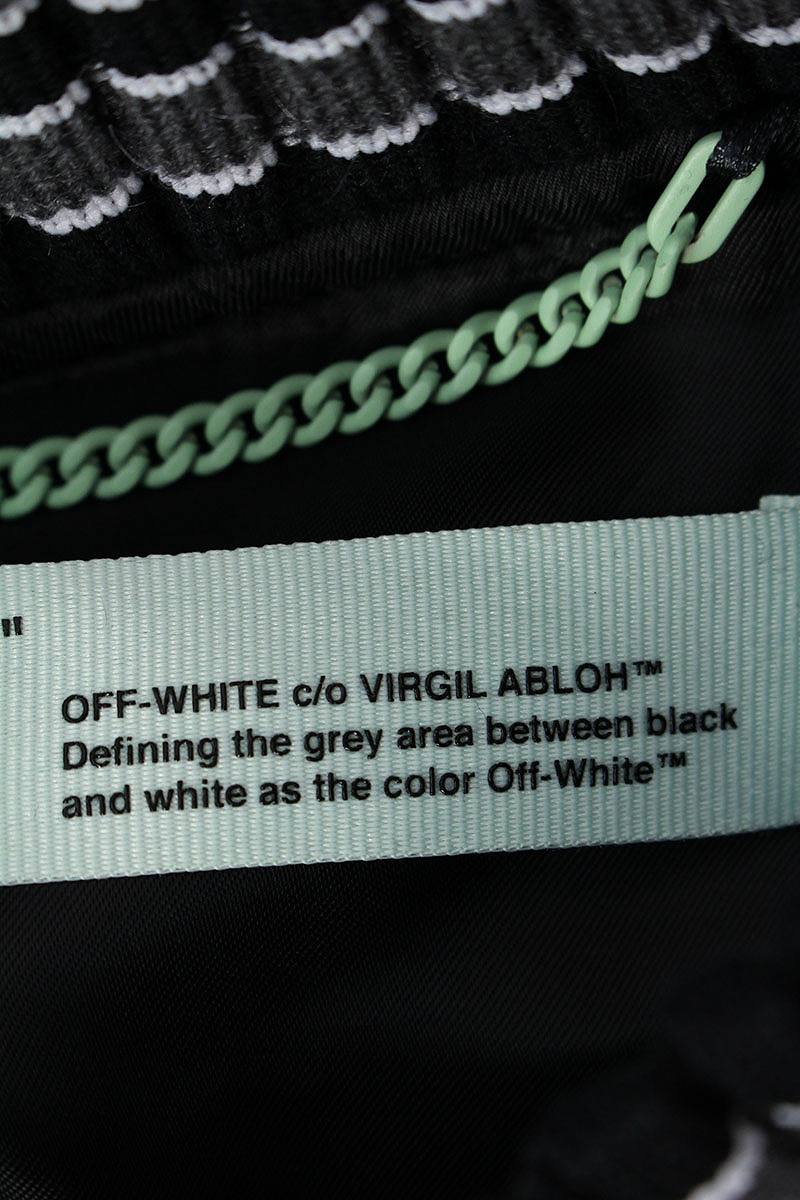 "
OFF-WHITE c/o VIRGIL ABLOH™
Defining the grey area between black
and white as the color Off-White™